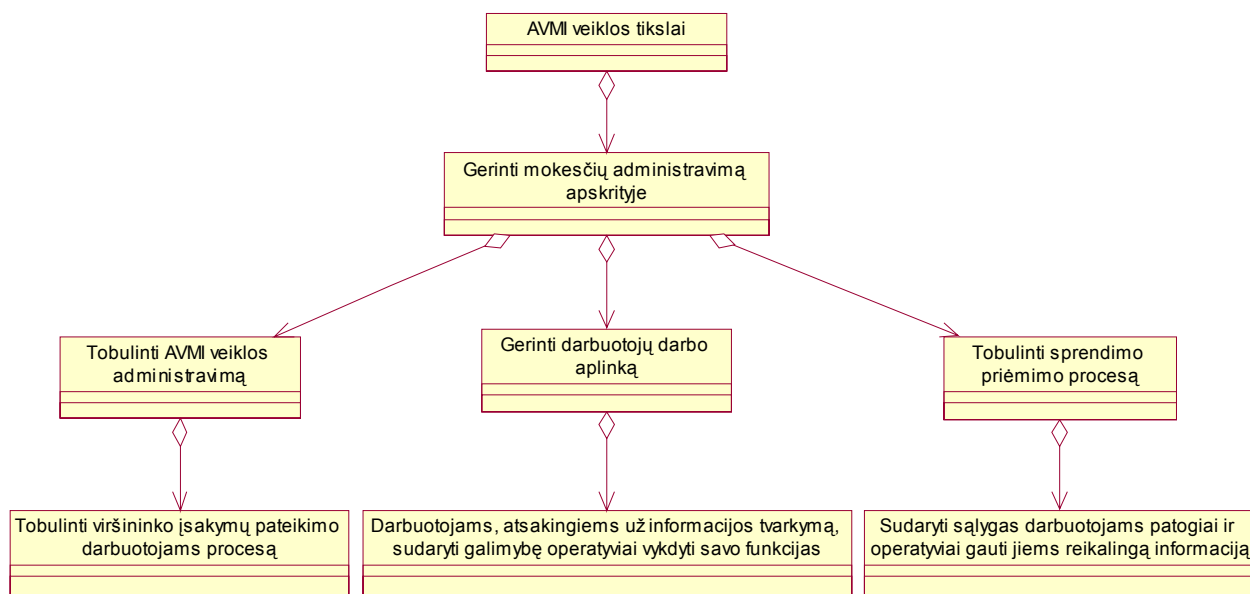 AVMI veiklos tikslai
Gerinti mokesčių administravimą
apskrityje
Tobulinti AVMI veiklos
administravimą
Gerinti darbuotojų darbo
aplinką
Tobulinti sprendimo
priėmimo procesą
Tobulinti viršininko įsakymų pateikimo
darbuotojams procesą
Darbuotojams, atsakingiems už informacijos tvarkymą,
sudaryti galimybę operatyviai vykdyti savo funkcijas
Sudaryti sąlygas darbuotojams patogiai ir
operatyviai gauti jiems reikalingą informaciją